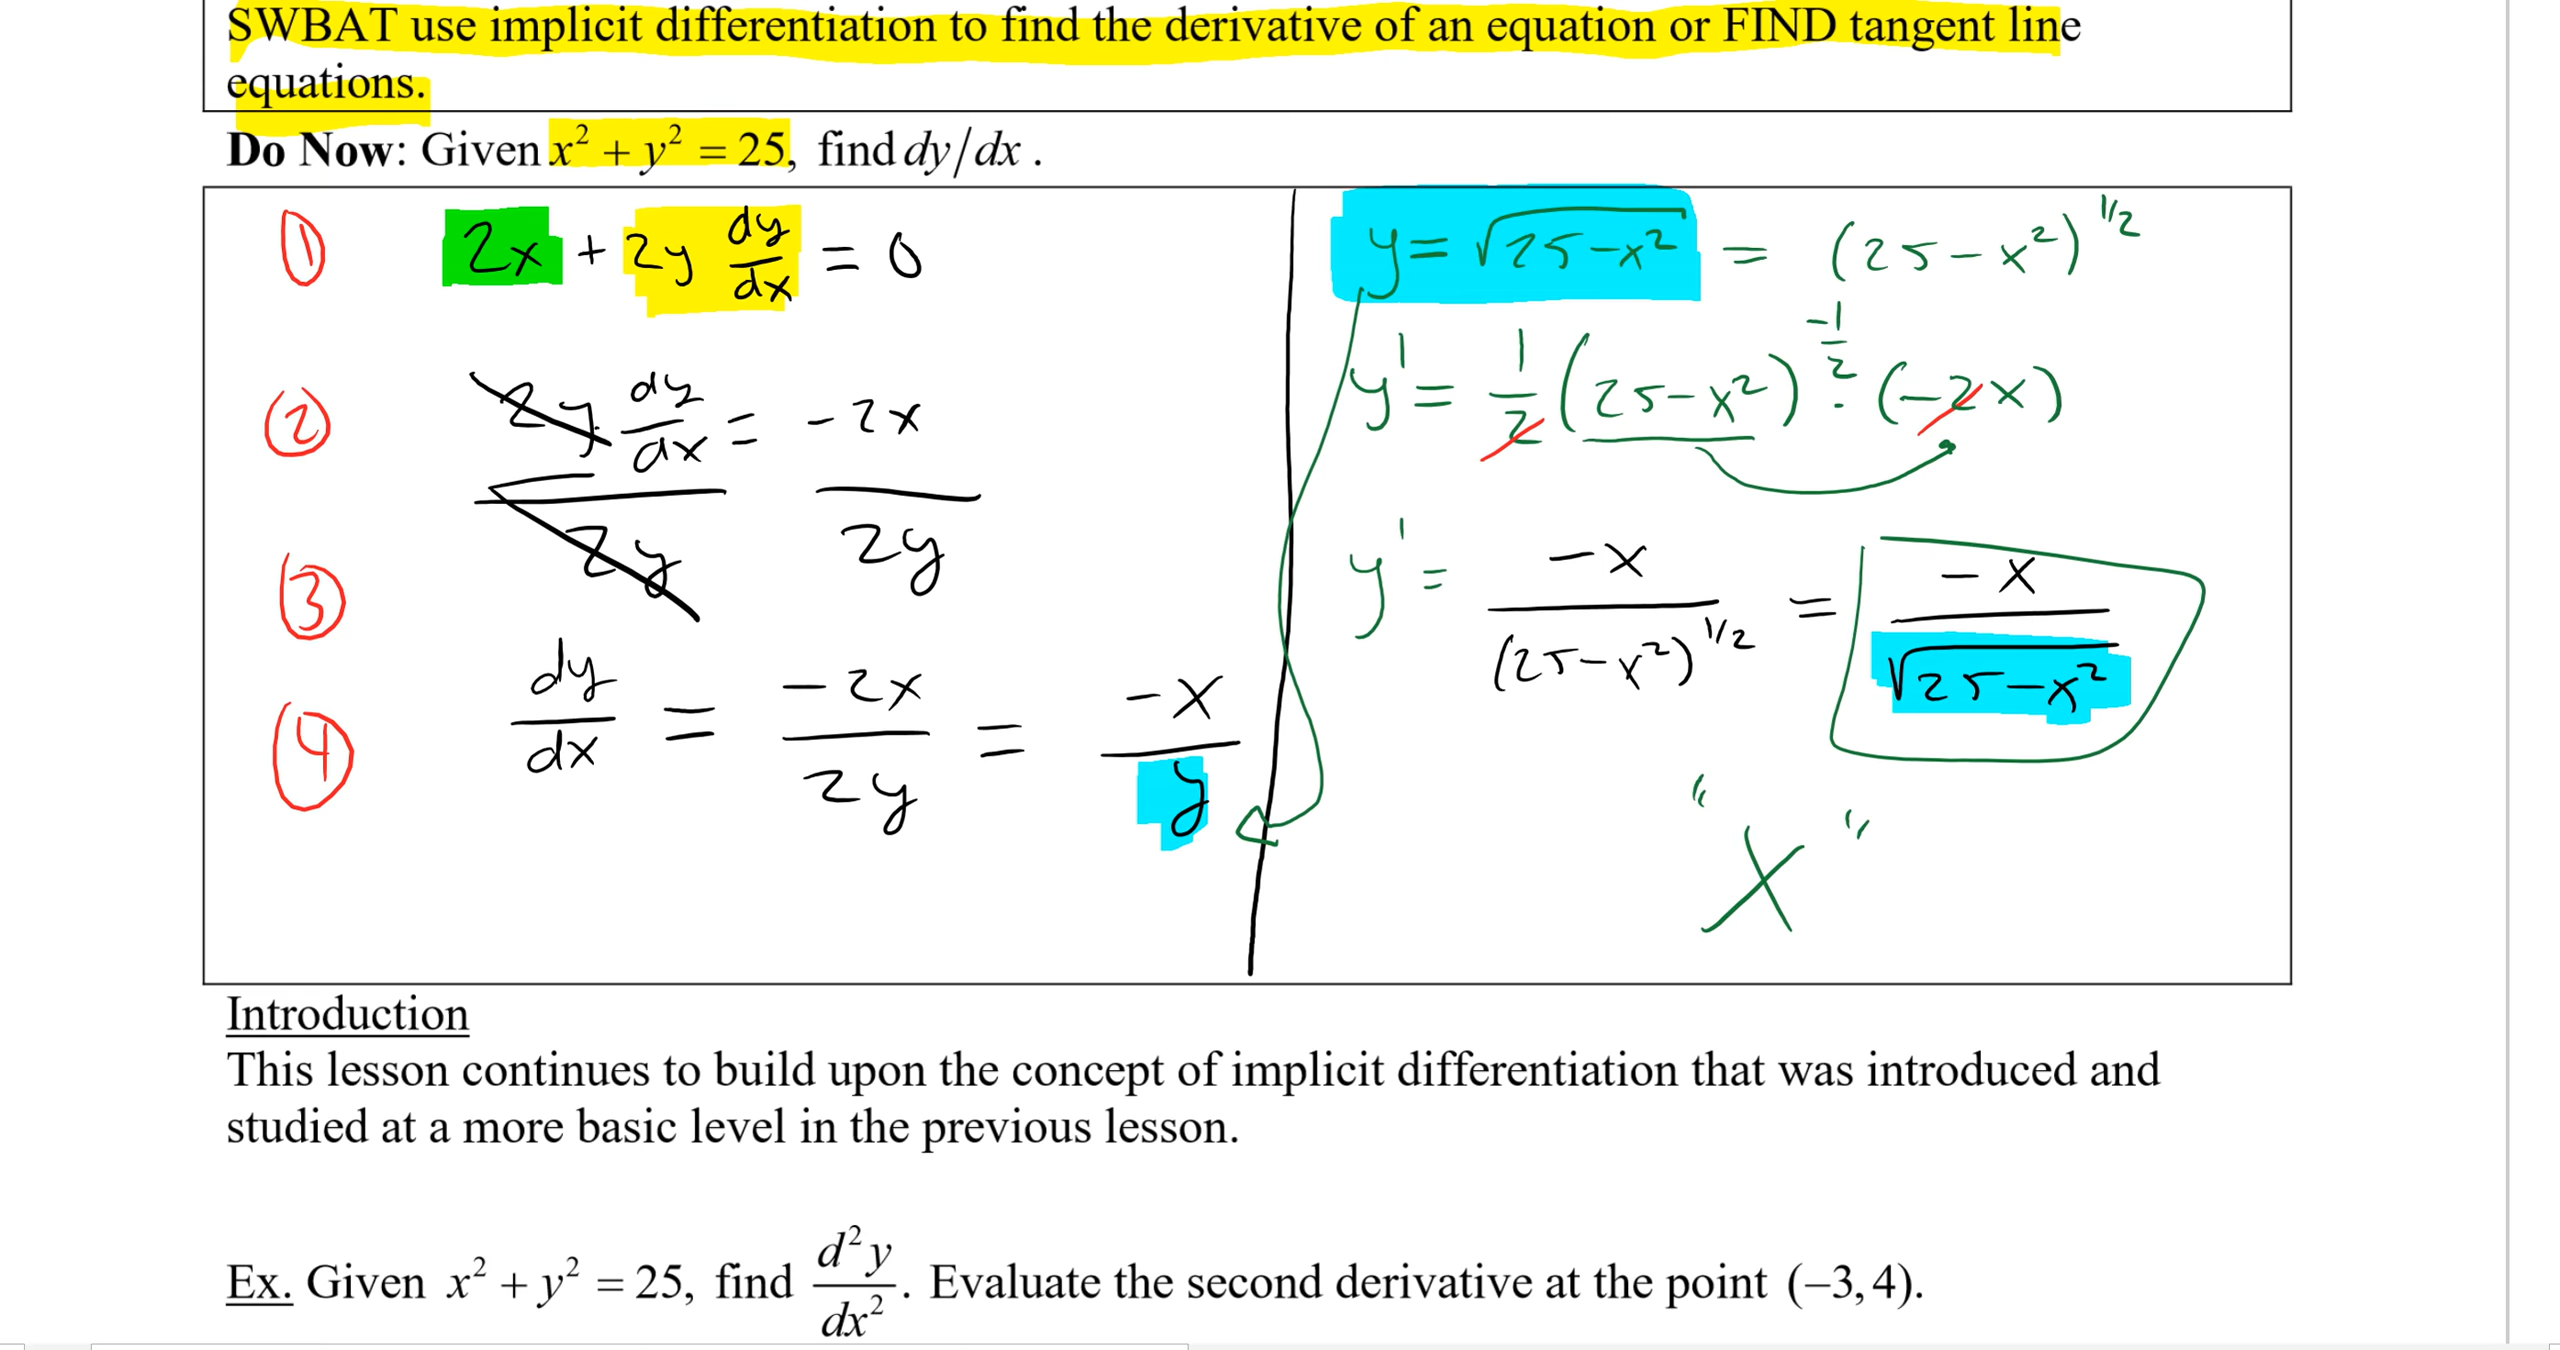 SWBAT use implicit differentiation to find the derivative of an equation or FIND tangent line
equations.
Do Now: Given x² + y² = 25, find dy/dx .
① 2x + 2y dy/dx = 0
② 2y dy/dx / 2y = -2x / 2y
③
④ dy/dx = -2x/2y = -x/y
y = √(25-x²) = (25-x²)^1/2
y' = 1/2 (25-x²)^-1/2 · (-2x)
y' = -x/(25-x²)^1/2 = -x/√(25-x²)
"X"
Introduction
This lesson continues to build upon the concept of implicit differentiation that was introduced and
studied at a more basic level in the previous lesson.
Ex. Given x² + y² = 25, find d²y/dx². Evaluate the second derivative at the point (−3, 4).